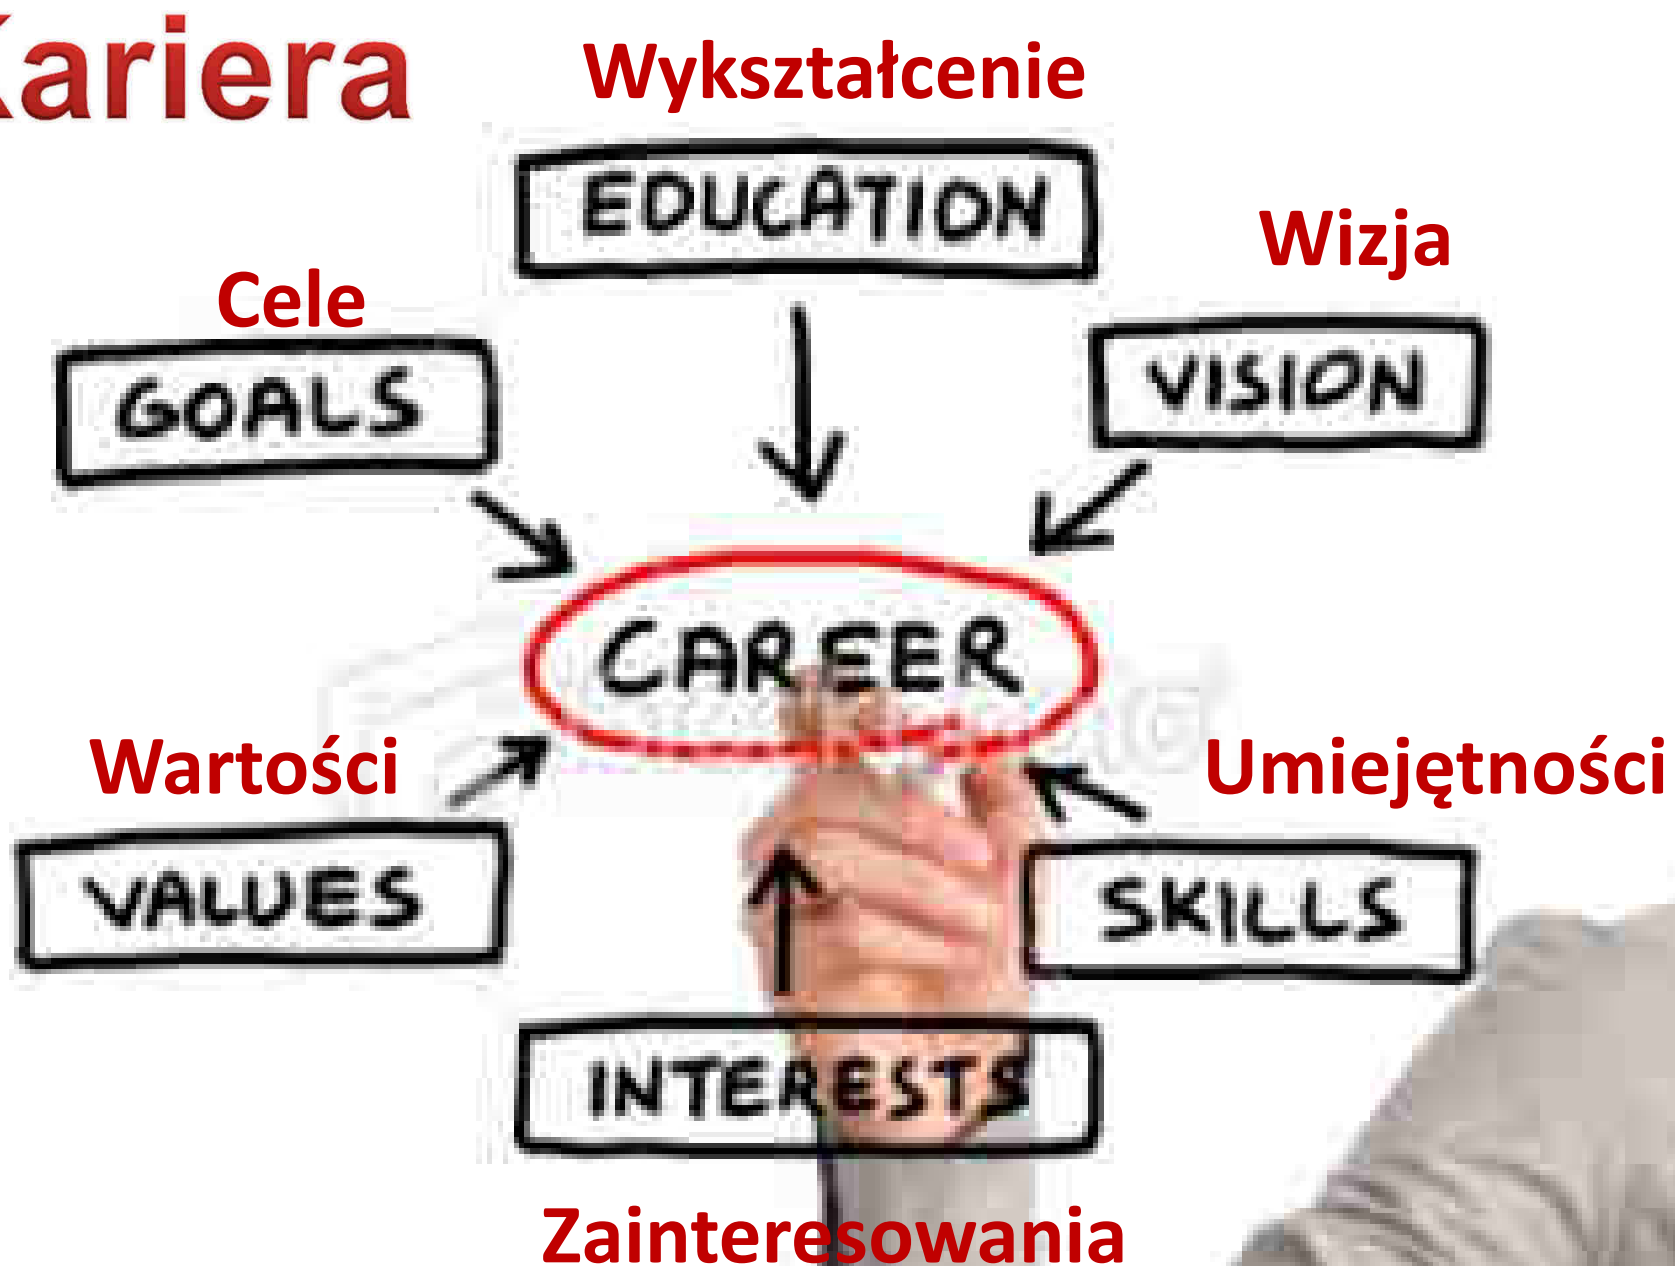 Kariera
Wykształcenie
EDUCATION
Wizja
Cele
VISION
GOALS
CAREER
Wartości
Umiejętności
VALUES
SKILLS
INTERESTS
Zainteresowania